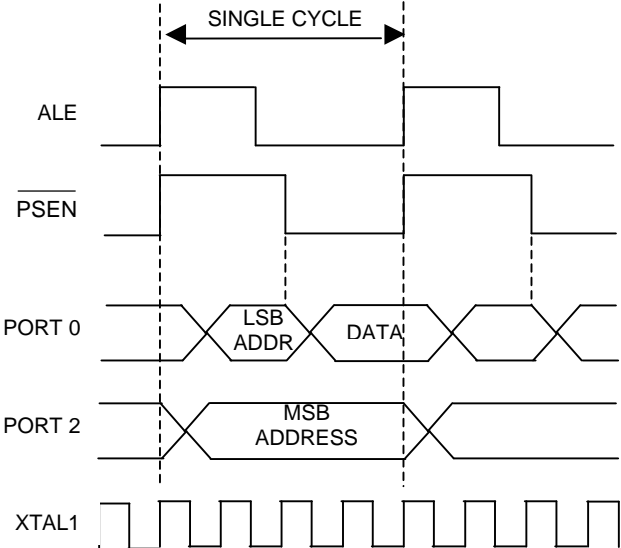 SINGLE CYCLE
ALE
PSEN
PORT 0
LSB
ADDR
DATA
PORT 2
MSB
ADDRESS
XTAL1